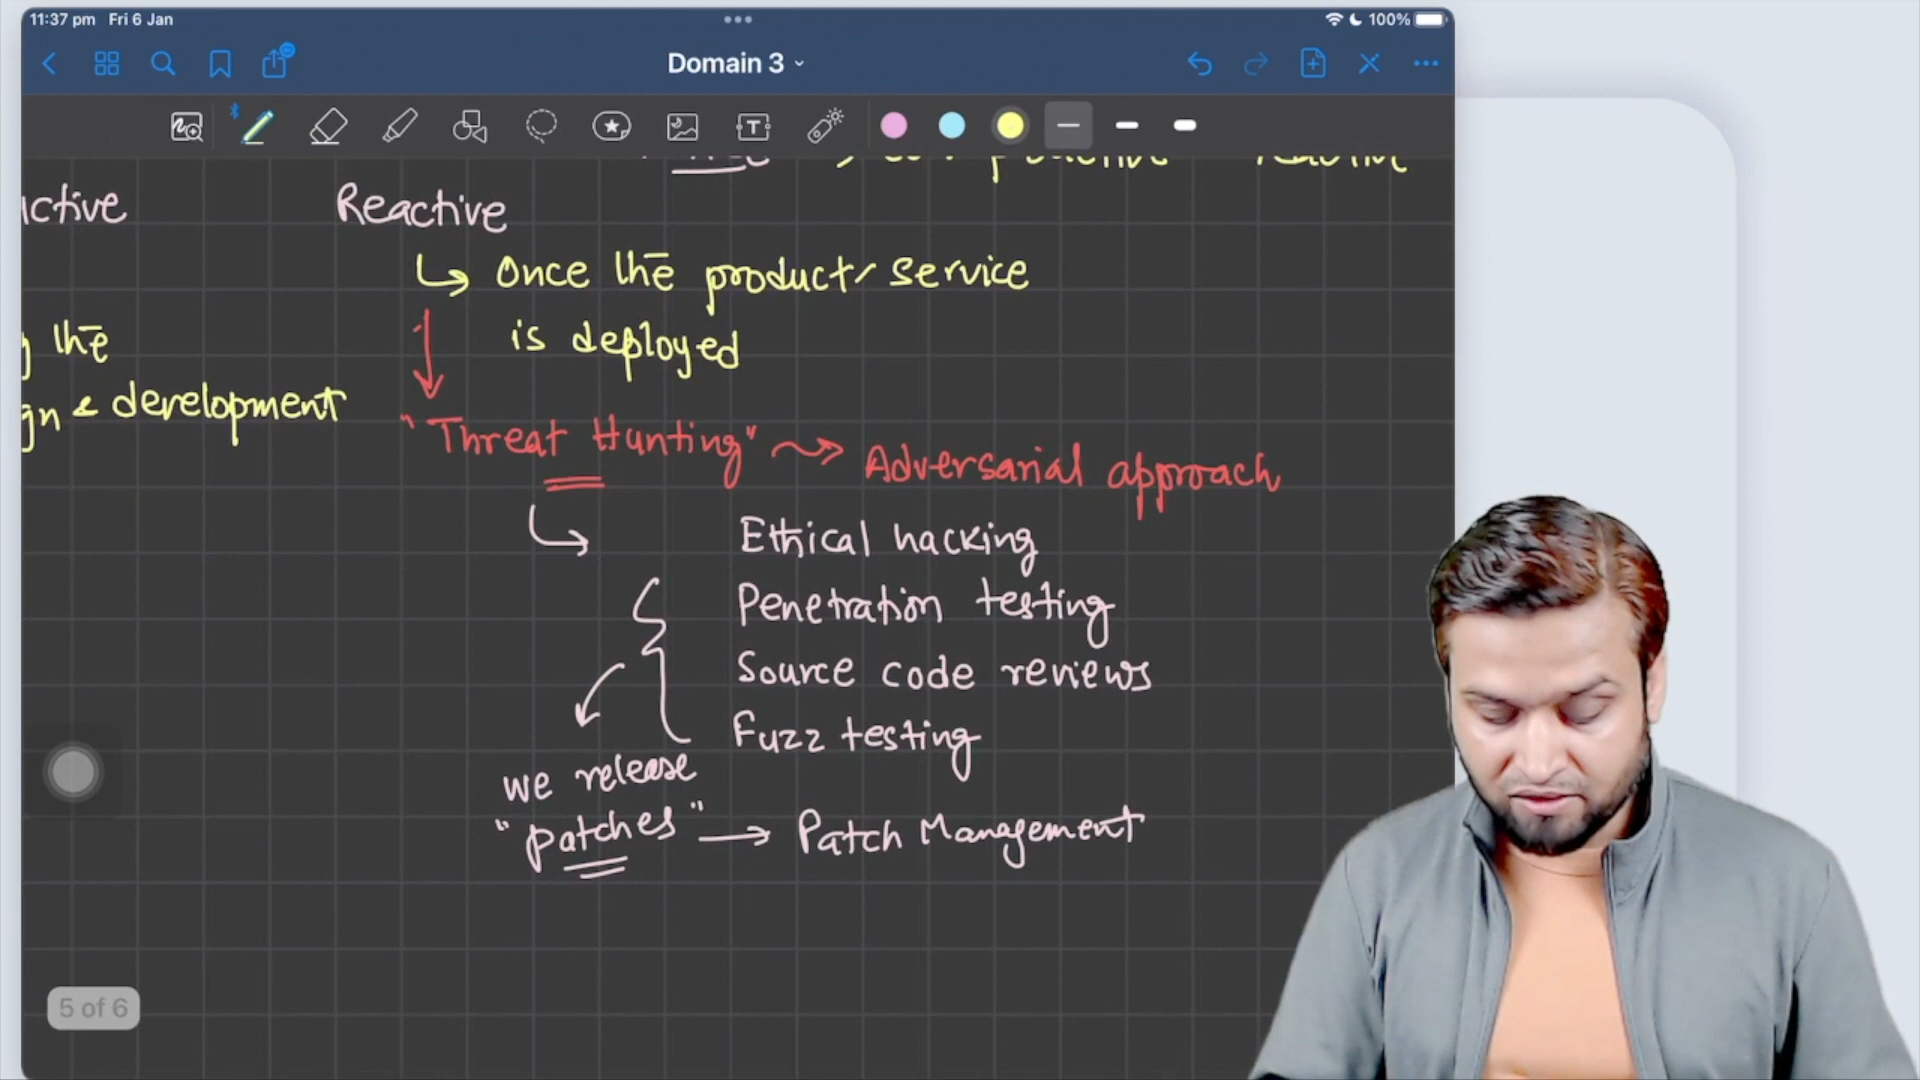 11:37 pm Fri 6 Jan
100%
Domain 3
T
active
Reactive
Once the product/service
is deployed
the
& development
"Threat Hunting" Adversarial approach
Ethical hacking
Penetration testing
Source code reviews
Fuzz testing
we release
"patches" → Patch Management
5 of 6